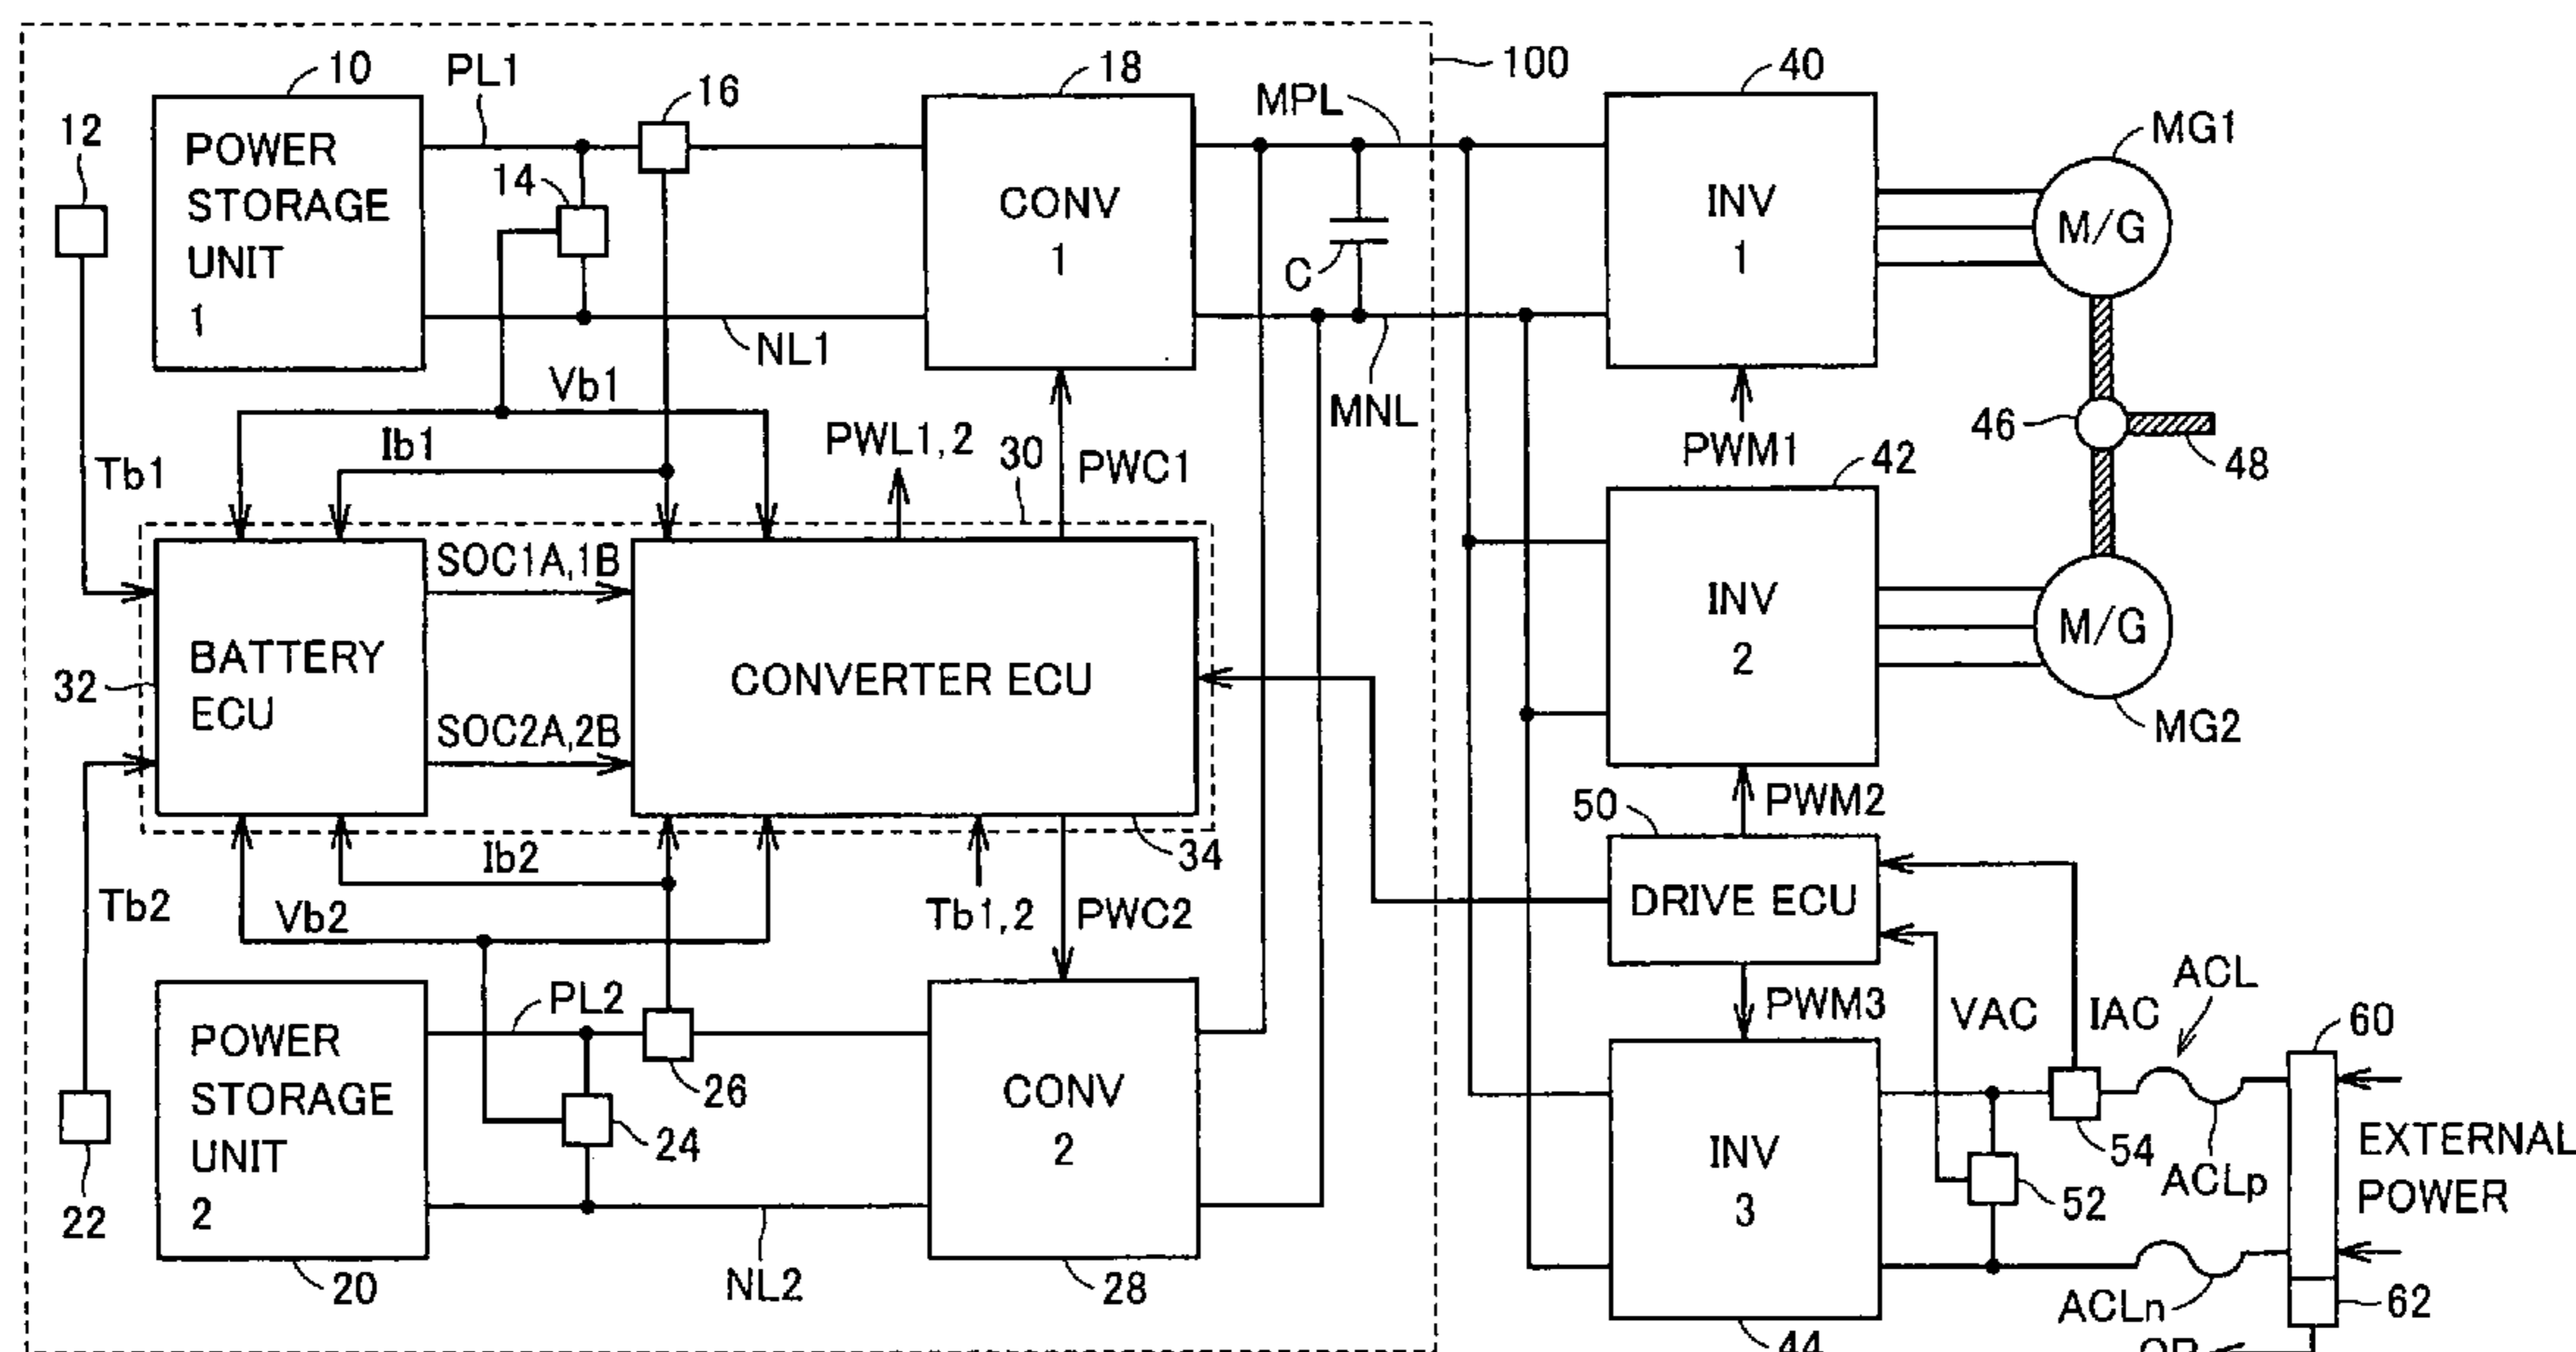 10
PL1
16
18
MPL
100
40
MG1
12
POWER
STORAGE
UNIT
1
14
CONV
1
C
INV
1
M/G
NL1
Vb1
MNL
46
48
Ib1
PWL1,2
30
PWC1
PWM1
42
Tb1
SOC1A,1B
BATTERY
ECU
32
CONVERTER ECU
INV
2
M/G
MG2
SOC2A,2B
50
PWM2
Ib2
34
DRIVE ECU
Tb2
Vb2
Tb1,2
PWC2
PL2
PWM3
VAC
IAC
ACL
60
POWER
STORAGE
UNIT
2
26
24
CONV
2
INV
3
54
52
ACLp
EXTERNAL
POWER
22
20
NL2
28
ACLn
62
44